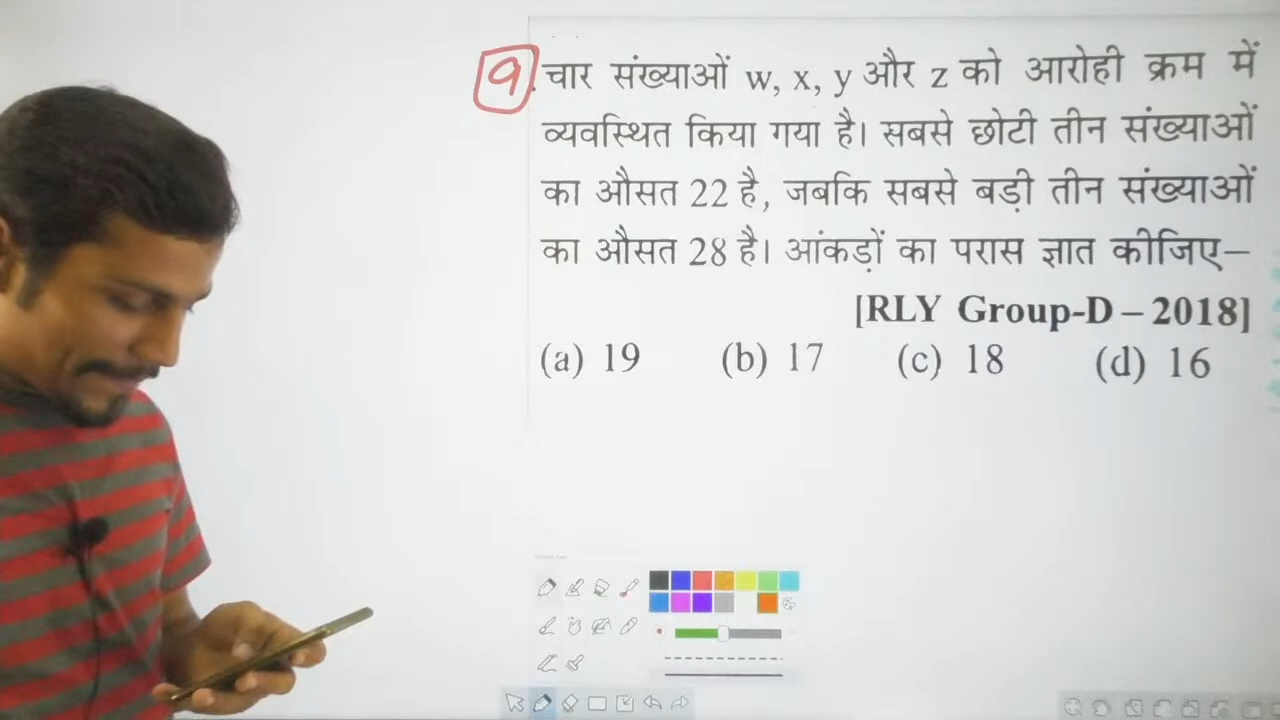 9 चार संख्याओं w, x, y और z को आरोही क्रम में
व्यवस्थित किया गया है। सबसे छोटी तीन संख्याओं
का औसत 22 है, जबकि सबसे बड़ी तीन संख्याओं
का औसत 28 है। आंकड़ों का परास ज्ञात कीजिए–
[RLY Group-D – 2018]
(a) 19 (b) 17 (c) 18 (d) 16